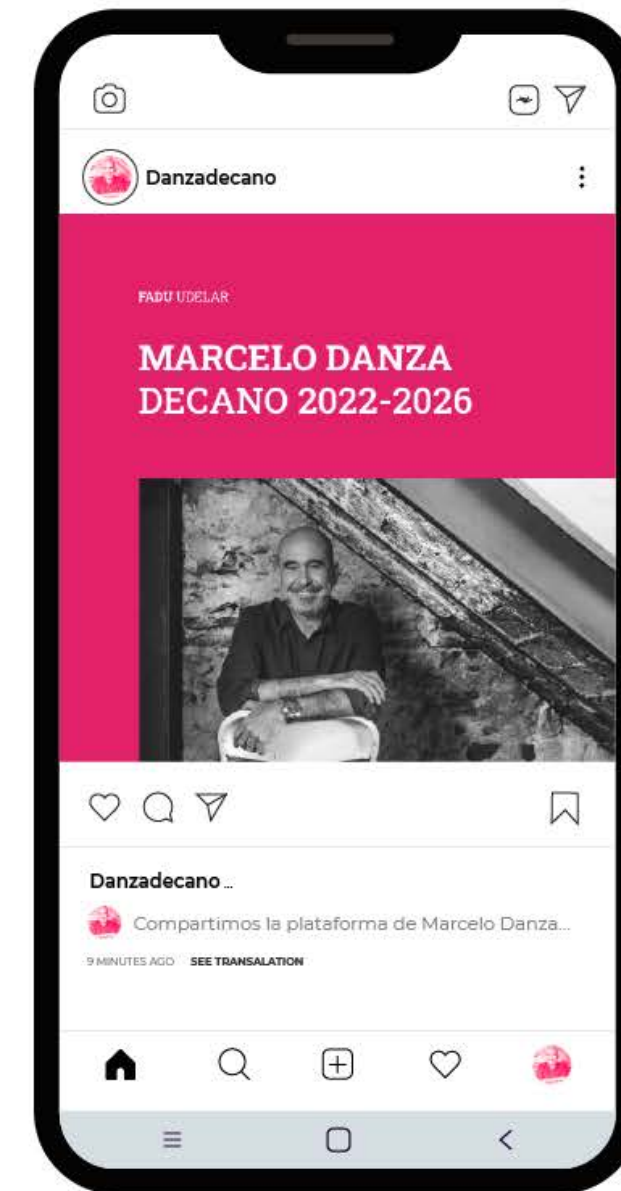 Danzadecano
FADU UDELAR
MARCELO DANZA
DECANO 2022-2026
Danzadecano ...
Compartimos la plataforma de Marcelo Danza...
9 MINUTES AGO SEE TRANSALATION